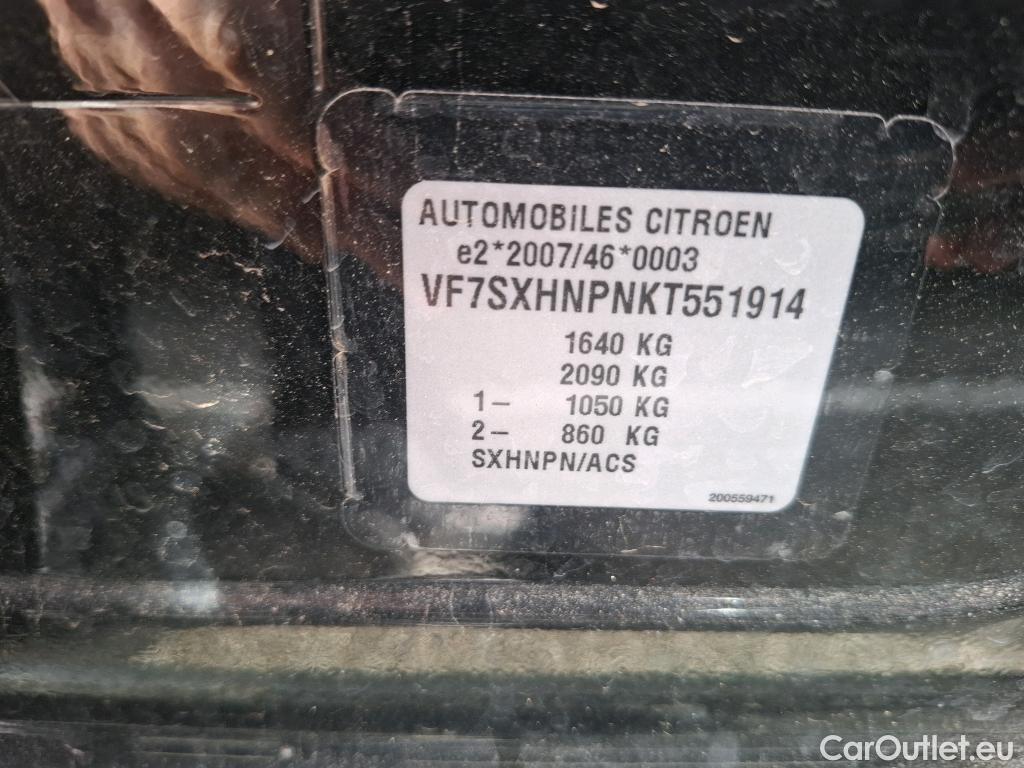 AUTOMOBILES CITROEN
e2*2007/46*0003
VF7SXHNPNKT551914
1640 KG
2090 KG
1– 1050 KG
2– 860 KG
SXHNPN/ACS
200559471
CarOutlet.eu